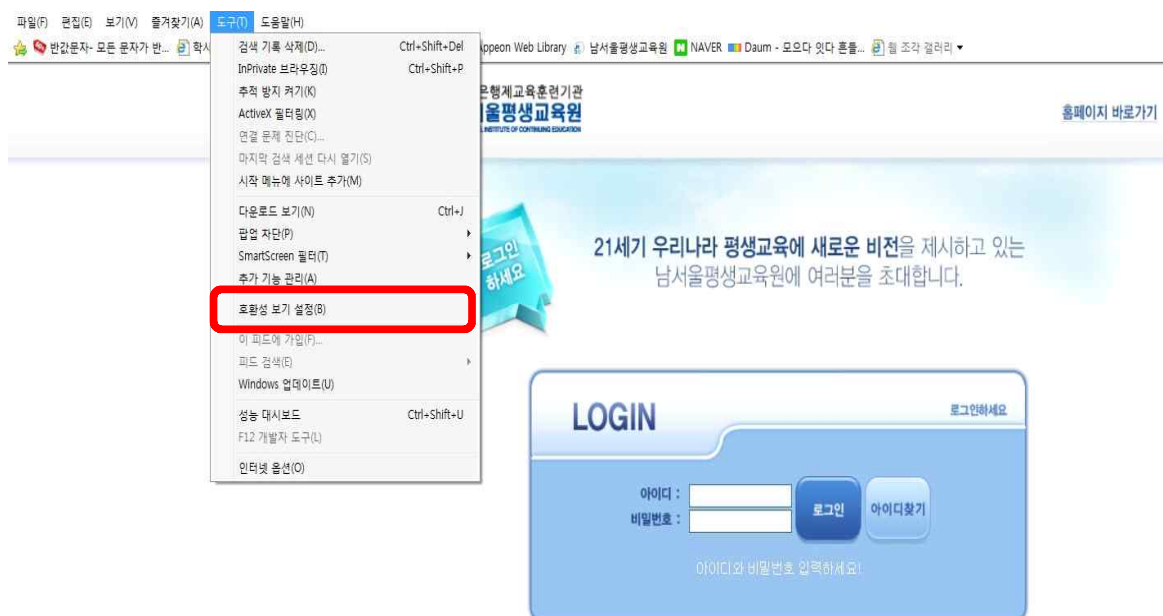 파일(F) 편집(E) 보기(V) 즐겨찾기(A) 도구(T) 도움말(H)
반값문자- 모든 문자가 반... 학사 Appeon Web Library 남서울평생교육원 NAVER Daum - 모으다 잇다 흔들... 웹 조각 갤러리
검색 기록 삭제(D)... Ctrl+Shift+Del
InPrivate 브라우징(I) Ctrl+Shift+P
추적 방지 켜기(K)
ActiveX 필터링(X)
연결 문제 진단(C)...
마지막 검색 세션 다시 열기(S)
시작 메뉴에 사이트 추가(M)
다운로드 보기(N) Ctrl+J
팝업 차단(P)
SmartScreen 필터(T)
추가 기능 관리(A)
호환성 보기 설정(B)
이 피드에 가입(F)...
피드 검색(E)
Windows 업데이트(U)
성능 대시보드 Ctrl+Shift+U
F12 개발자 도구(L)
인터넷 옵션(O)
은행제교육훈련기관
서울평생교육원
INSTITUTE OF CONTINUING EDUCATION
홈페이지 바로가기
로그인
하세요
21세기 우리나라 평생교육에 새로운 비전을 제시하고 있는
남서울평생교육원에 여러분을 초대합니다.
LOGIN
로그인하세요
아이디 :
비밀번호 :
로그인
아이디찾기
아이디와 비밀번호 입력하세요!